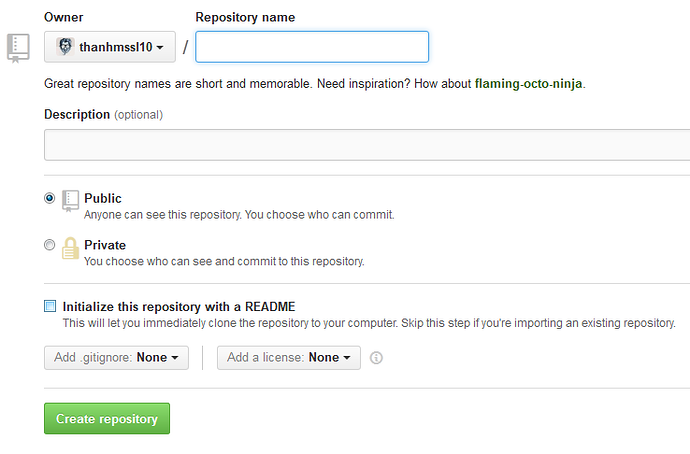 Owner Repository name
thanhmssl10 /
Great repository names are short and memorable. Need inspiration? How about flaming-octo-ninja.
Description (optional)
Public
Anyone can see this repository. You choose who can commit.
Private
You choose who can see and commit to this repository.
Initialize this repository with a README
This will let you immediately clone the repository to your computer. Skip this step if you're importing an existing repository.
Add .gitignore: None Add a license: None
Create repository